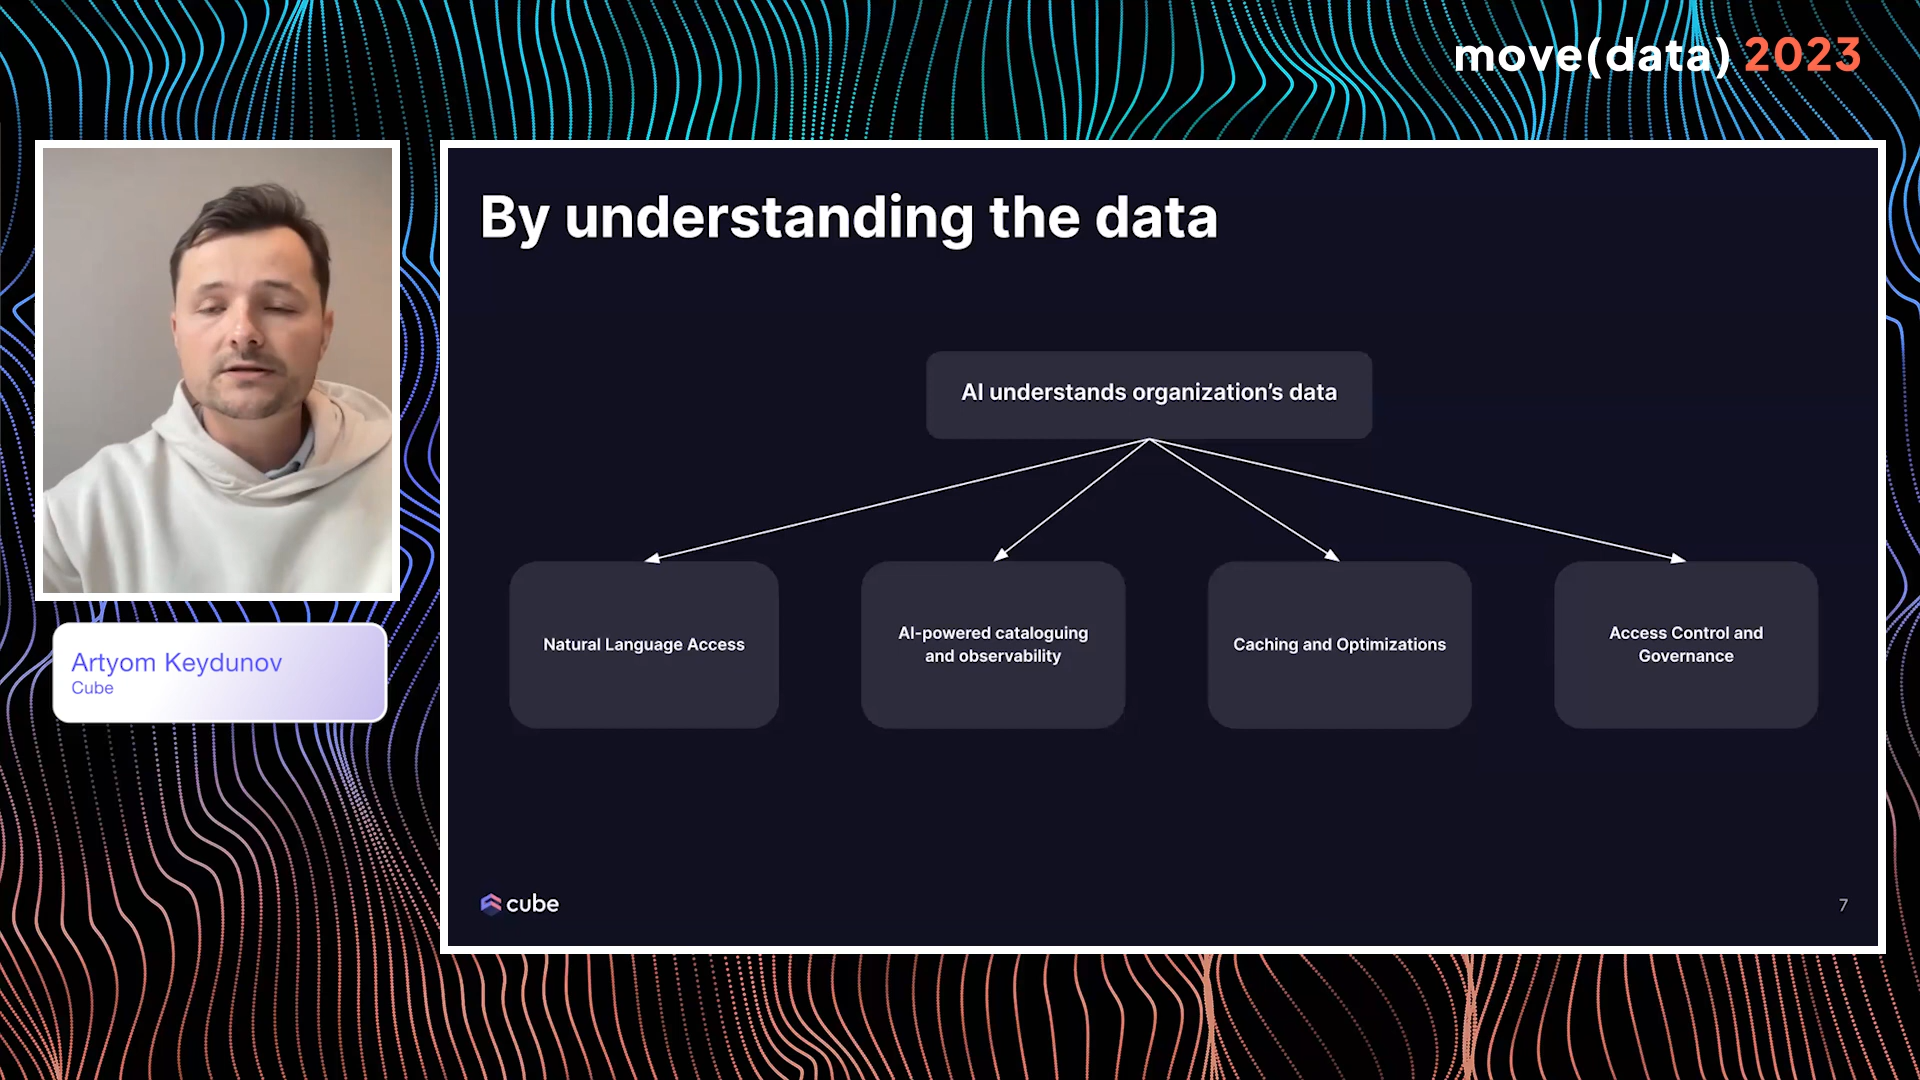 move(data) 2023
By understanding the data
AI understands organization’s data
Natural Language Access
AI-powered cataloguing
and observability
Caching and Optimizations
Access Control and
Governance
Artyom Keydunov
Cube
cube
7